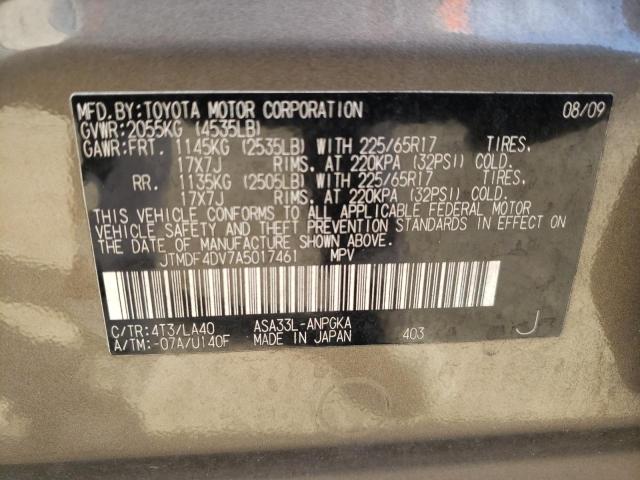 MFD.BY:TOYOTA MOTOR CORPORATION 08/09
GVWR:2055KG (4535LB)
GAWR:FRT. 1145KG (2535LB) WITH 225/65R17 TIRES,
17X7J RIMS, AT 220KPA (32PSI) COLD.
RR. 1135KG (2505LB) WITH 225/65R17 TIRES,
17X7J RIMS, AT 220KPA (32PSI) COLD.
THIS VEHICLE CONFORMS TO ALL APPLICABLE FEDERAL MOTOR
VEHICLE SAFETY AND THEFT PREVENTION STANDARDS IN EFFECT ON
THE DATE OF MANUFACTURE SHOWN ABOVE.
JTMDF4DV7A5017461 MPV
C/TR:4T3/LA40 ASA33L-ANPGKA
A/TM:-07A/U140F MADE IN JAPAN 403 J